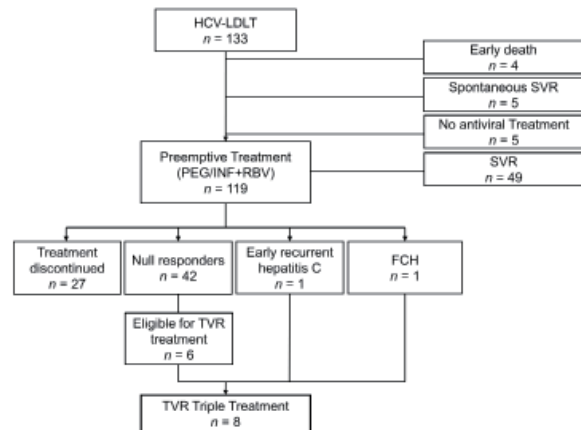 HCV-LDLT
n = 133
Early death
n = 4
Spontaneous SVR
n = 5
No antiviral Treatment
n = 5
Preemptive Treatment
(PEG/INF+RBV)
n = 119
SVR
n = 49
Treatment
discontinued
n = 27
Null responders
n = 42
Early recurrent
hepatitis C
n = 1
FCH
n = 1
Eligible for TVR
treatment
n = 6
TVR Triple Treatment
n = 8